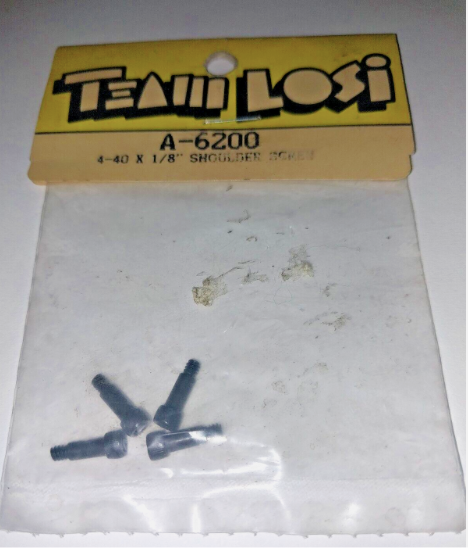 TEAM LOSI
A-6200
4-40 X 1/8" SHOULDER SCREW